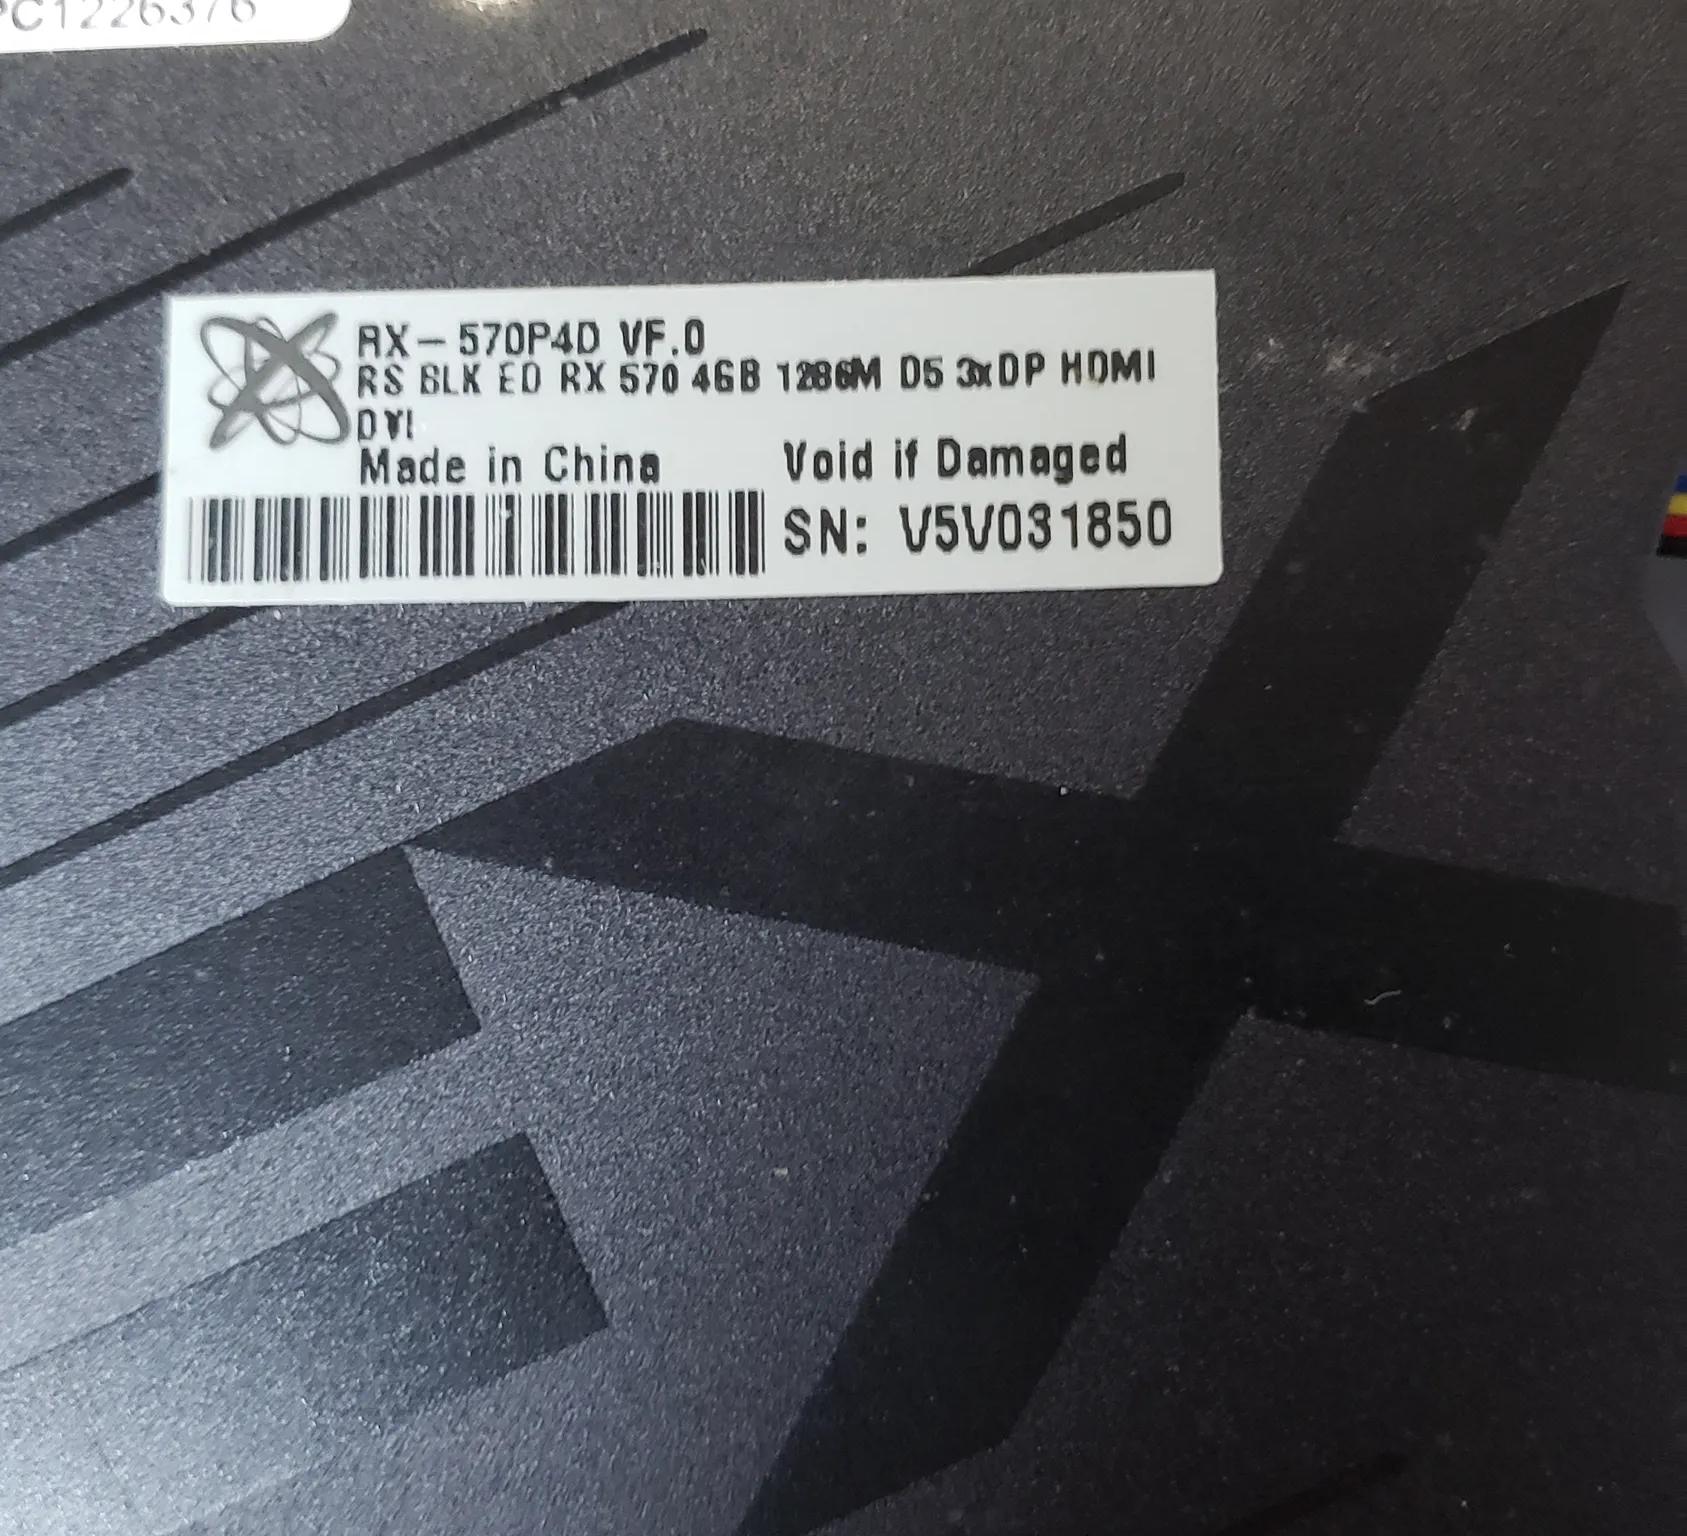 PC1226376
RX-570P4D VF.0
RS BLK ED RX 570 4GB 1286M D5 3xDP HDMI
DVI
Made in China Void if Damaged
SN: V5V031850